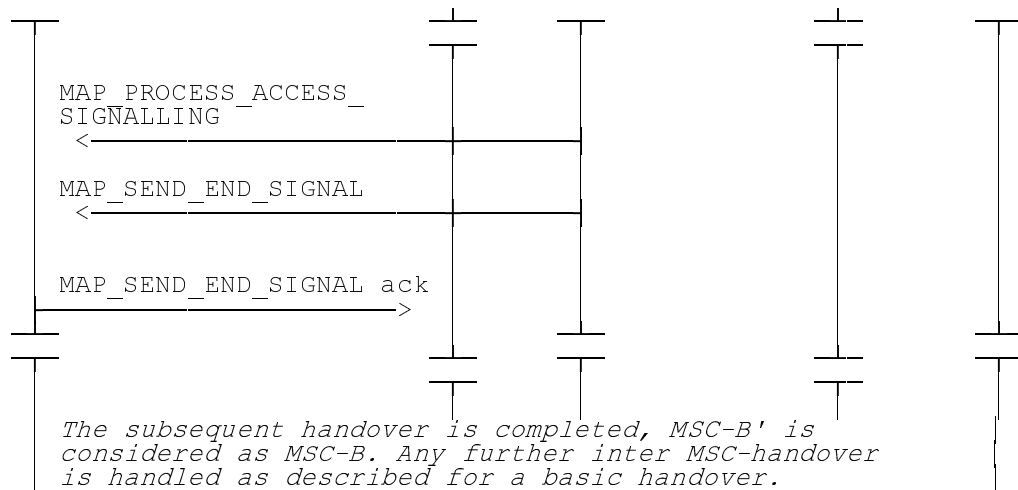 MAP_PROCESS_ACCESS_
SIGNALLING
MAP_SEND_END_SIGNAL
MAP_SEND_END_SIGNAL ack
The subsequent handover is completed, MSC-B' is
considered as MSC-B. Any further inter MSC-handover
is handled as described for a basic handover.